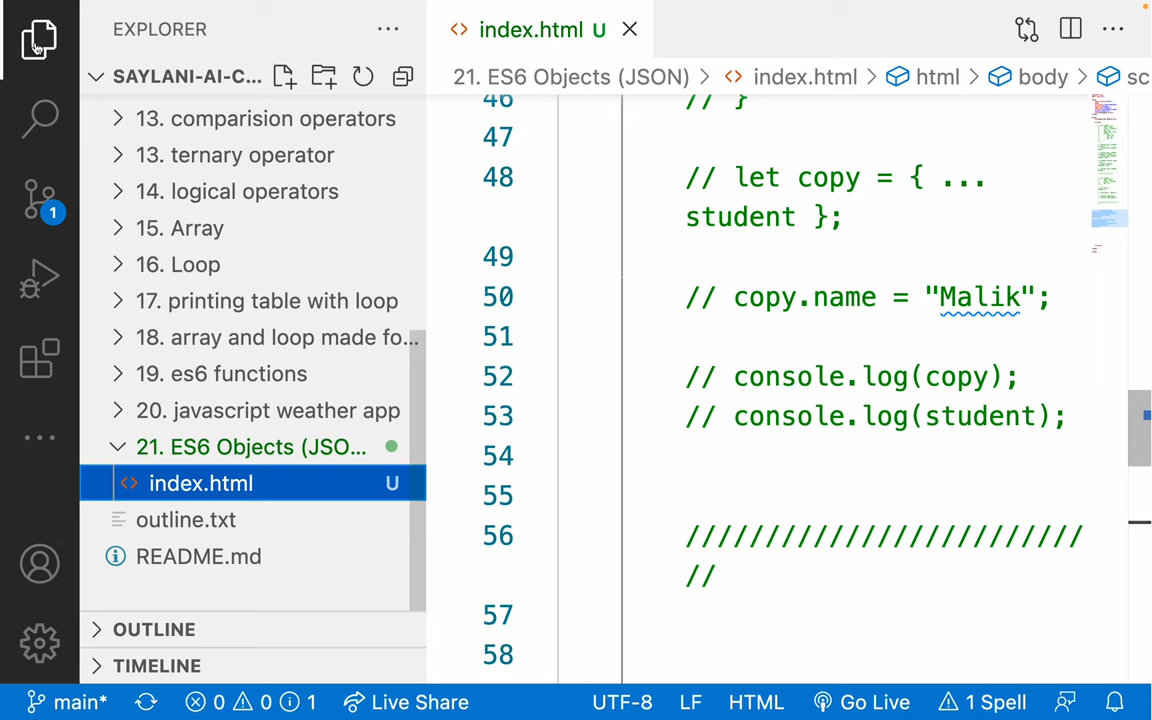 EXPLORER
index.html U
SAYLANI-AI-C...
21. ES6 Objects (JSON) > index.html > html > body > sc
13. comparision operators
13. ternary operator
14. logical operators
15. Array
16. Loop
17. printing table with loop
18. array and loop made fo...
19. es6 functions
20. javascript weather app
21. ES6 Objects (JSO...
index.html U
outline.txt
README.md
OUTLINE
TIMELINE
1
46 // }
47
48 // let copy = { ...
student };
49
50 // copy.name = "Malik";
51
52 // console.log(copy);
53 // console.log(student);
54
55
56 /////////////////////////
//
57
58
main* 0 0 1 Live Share UTF-8 LF HTML Go Live 1 Spell